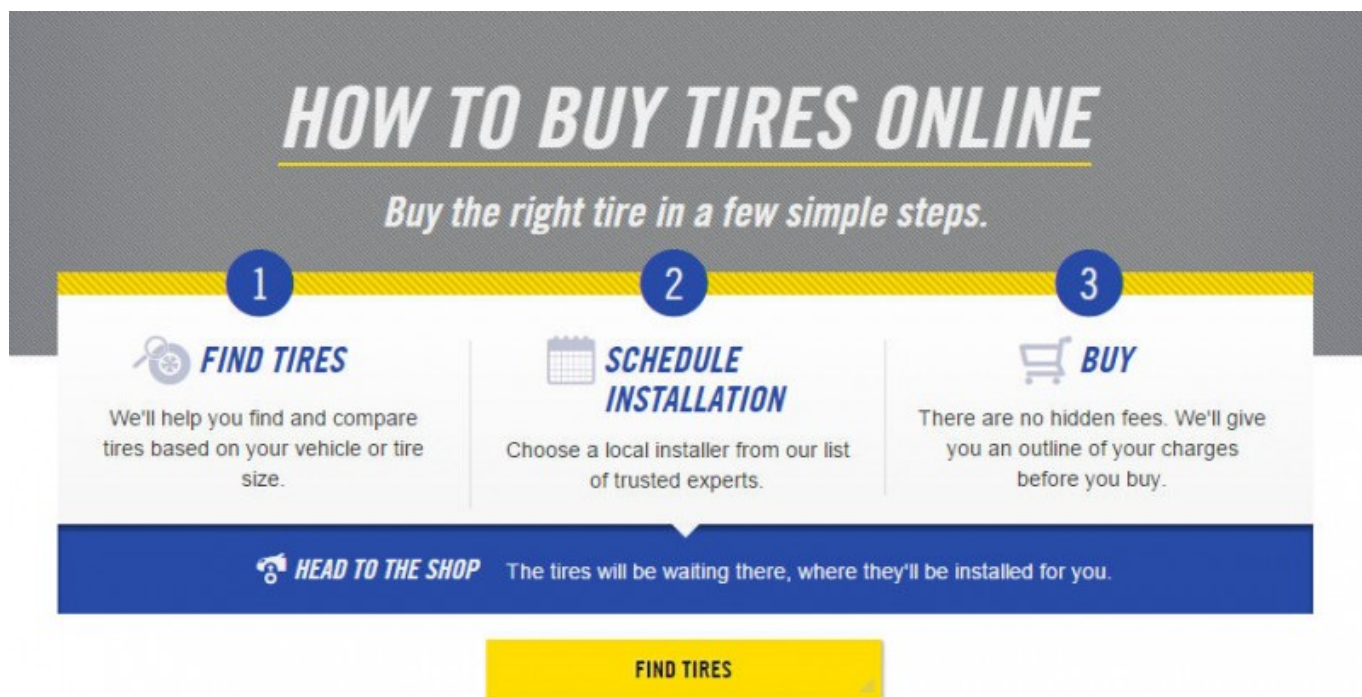 HOW TO BUY TIRES ONLINE
Buy the right tire in a few simple steps.
1
FIND TIRES
We'll help you find and compare
tires based on your vehicle or tire
size.
2
SCHEDULE
INSTALLATION
Choose a local installer from our list
of trusted experts.
3
BUY
There are no hidden fees. We'll give
you an outline of your charges
before you buy.
HEAD TO THE SHOP The tires will be waiting there, where they'll be installed for you.
FIND TIRES